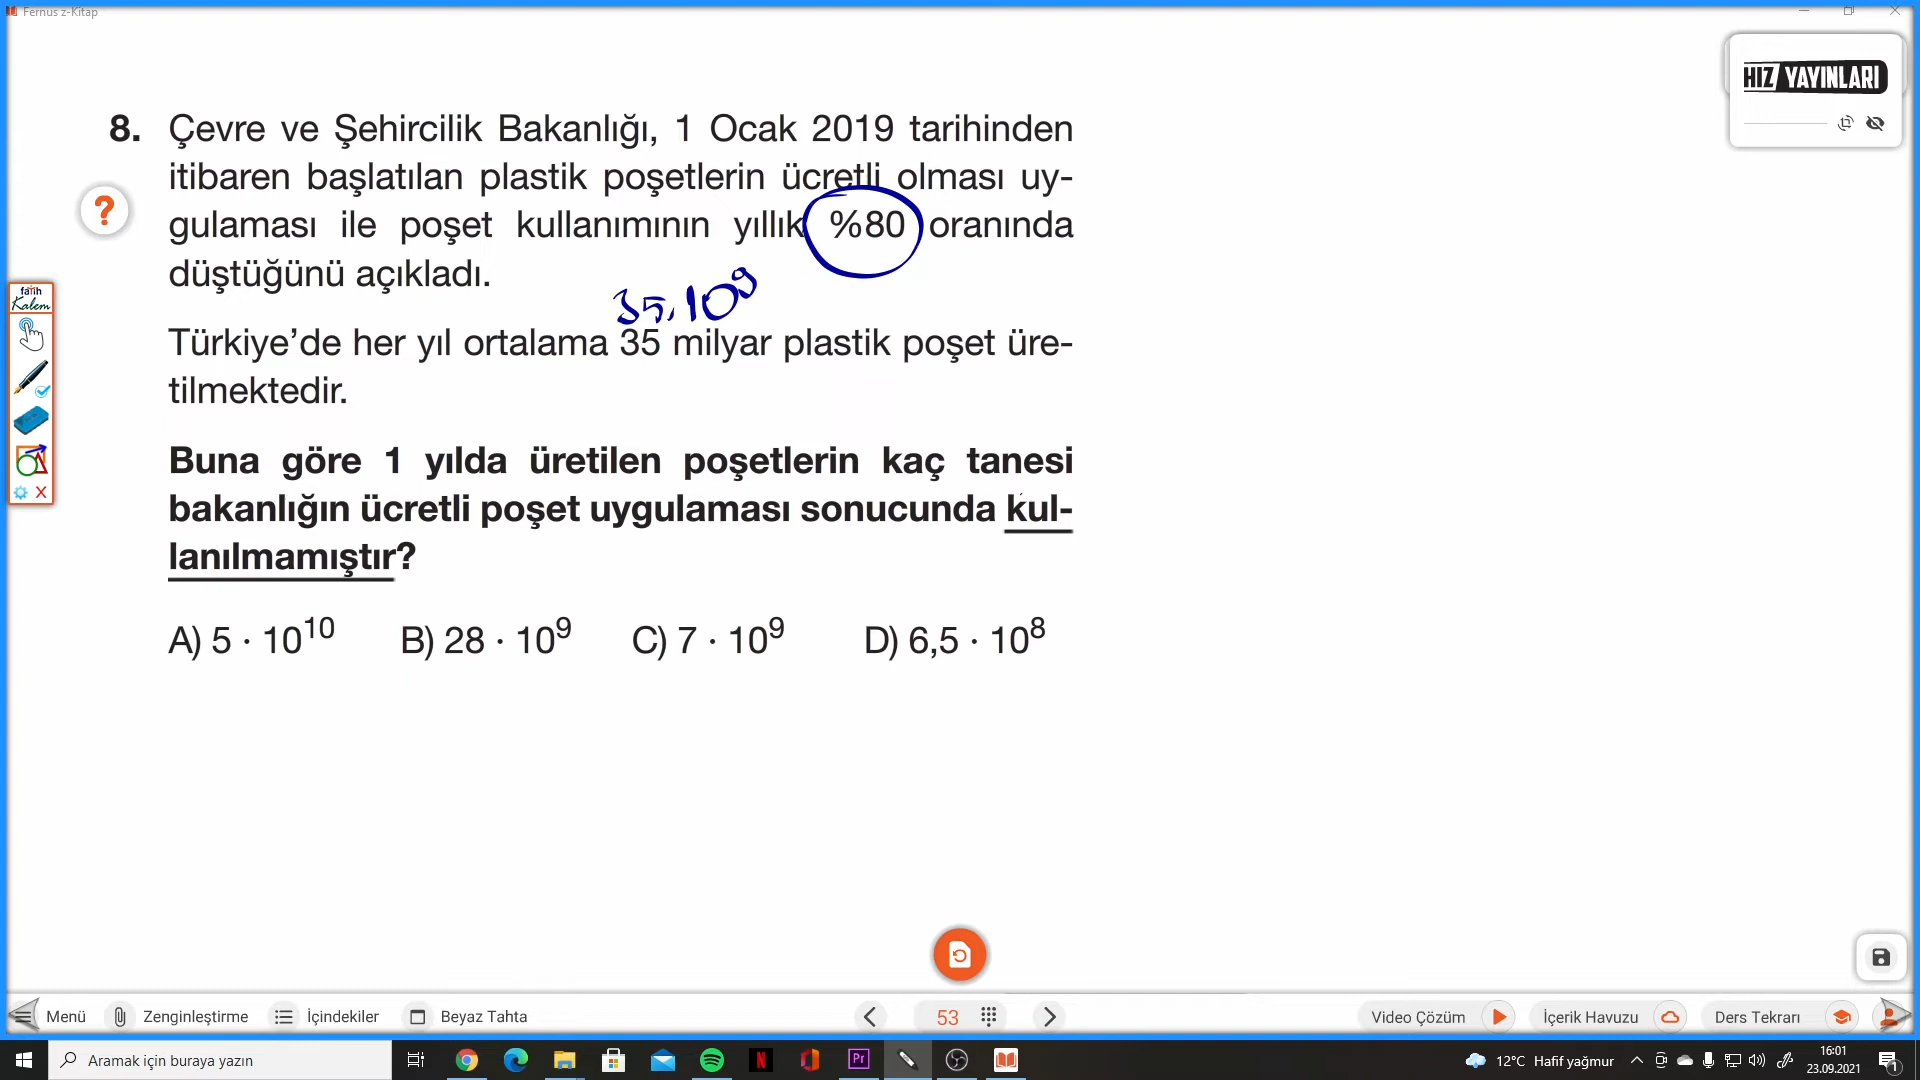 Fernus z-Kitap
HIZ YAYINLARI
8. Çevre ve Şehircilik Bakanlığı, 1 Ocak 2019 tarihinden
itibaren başlatılan plastik poşetlerin ücretli olması uy-
gulaması ile poşet kullanımının yıllık %80 oranında
düştüğünü açıkladı.
35.10⁹
Türkiye’de her yıl ortalama 35 milyar plastik poşet üre-
tilmektedir.
Buna göre 1 yılda üretilen poşetlerin kaç tanesi
bakanlığın ücretli poşet uygulaması sonucunda kul-
lanılmamıştır?
A) 5 · 10¹⁰ B) 28 · 10⁹ C) 7 · 10⁹ D) 6,5 · 10⁸
?
fatih
Kalem
Menü Zenginleştirme İçindekiler Beyaz Tahta 53 Video Çözüm İçerik Havuzu Ders Tekrarı
Aramak için buraya yazın N Pr 12°C Hafif yağmur 16:01
23.09.2021 1